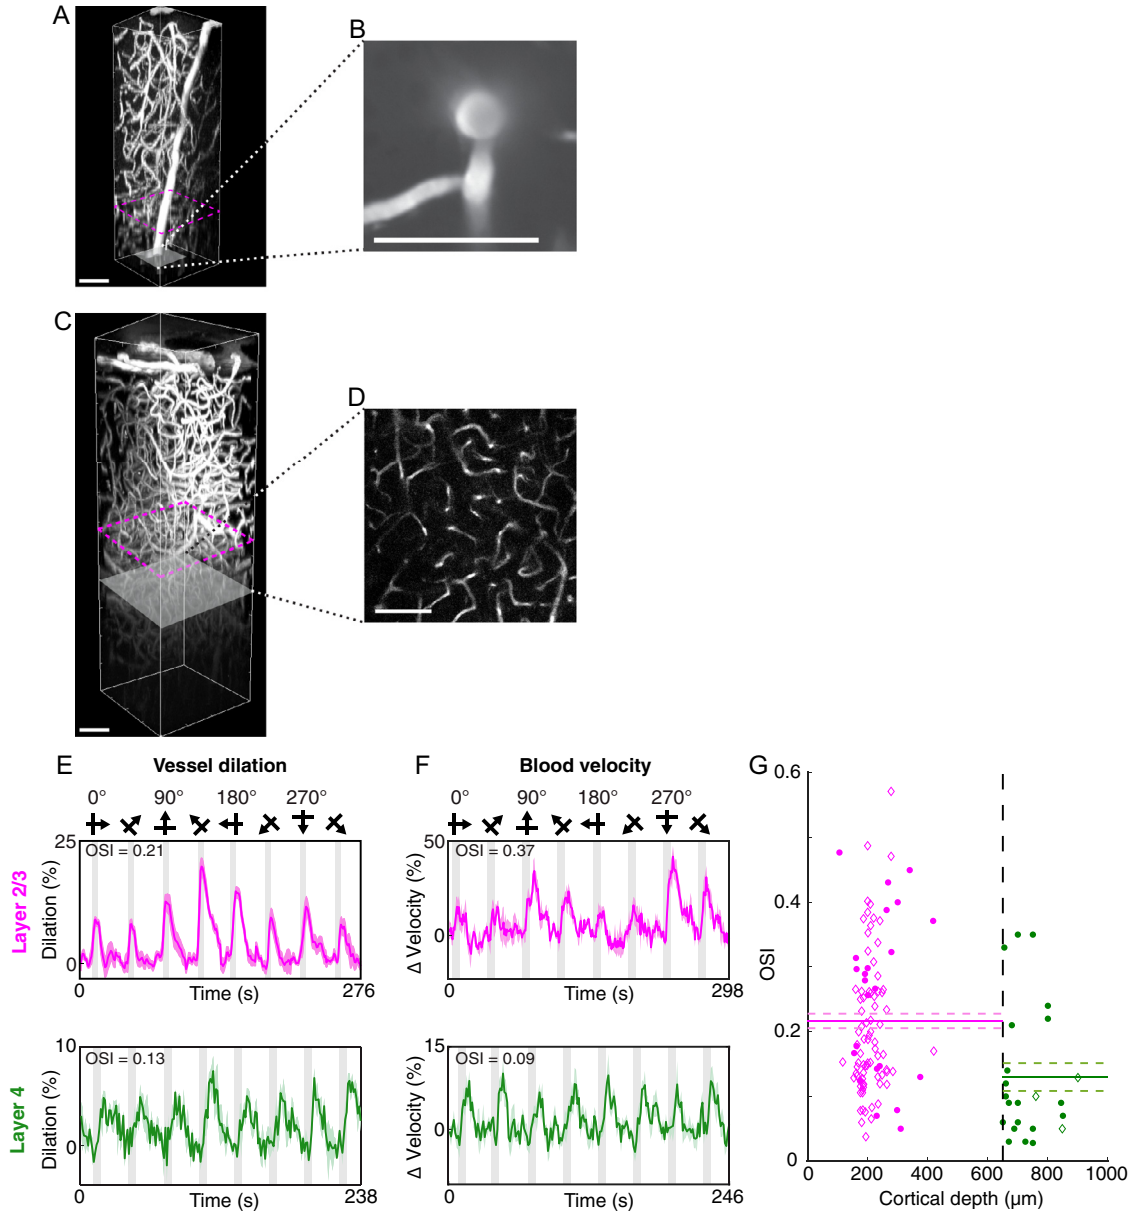 A
B
C
D
E
Vessel dilation
F
Blood velocity
G
0°
90°
180°
270°
0°
90°
180°
270°
Layer 2/3
Dilation (%)
25
0
OSI = 0.21
0
Time (s)
276
Δ Velocity (%)
50
0
OSI = 0.37
0
Time (s)
298
Layer 4
Dilation (%)
10
0
OSI = 0.13
0
Time (s)
238
Δ Velocity (%)
15
0
OSI = 0.09
0
Time (s)
246
OSI
0.6
0.4
0.2
0
0 200 400 600 800 1000
Cortical depth (μm)